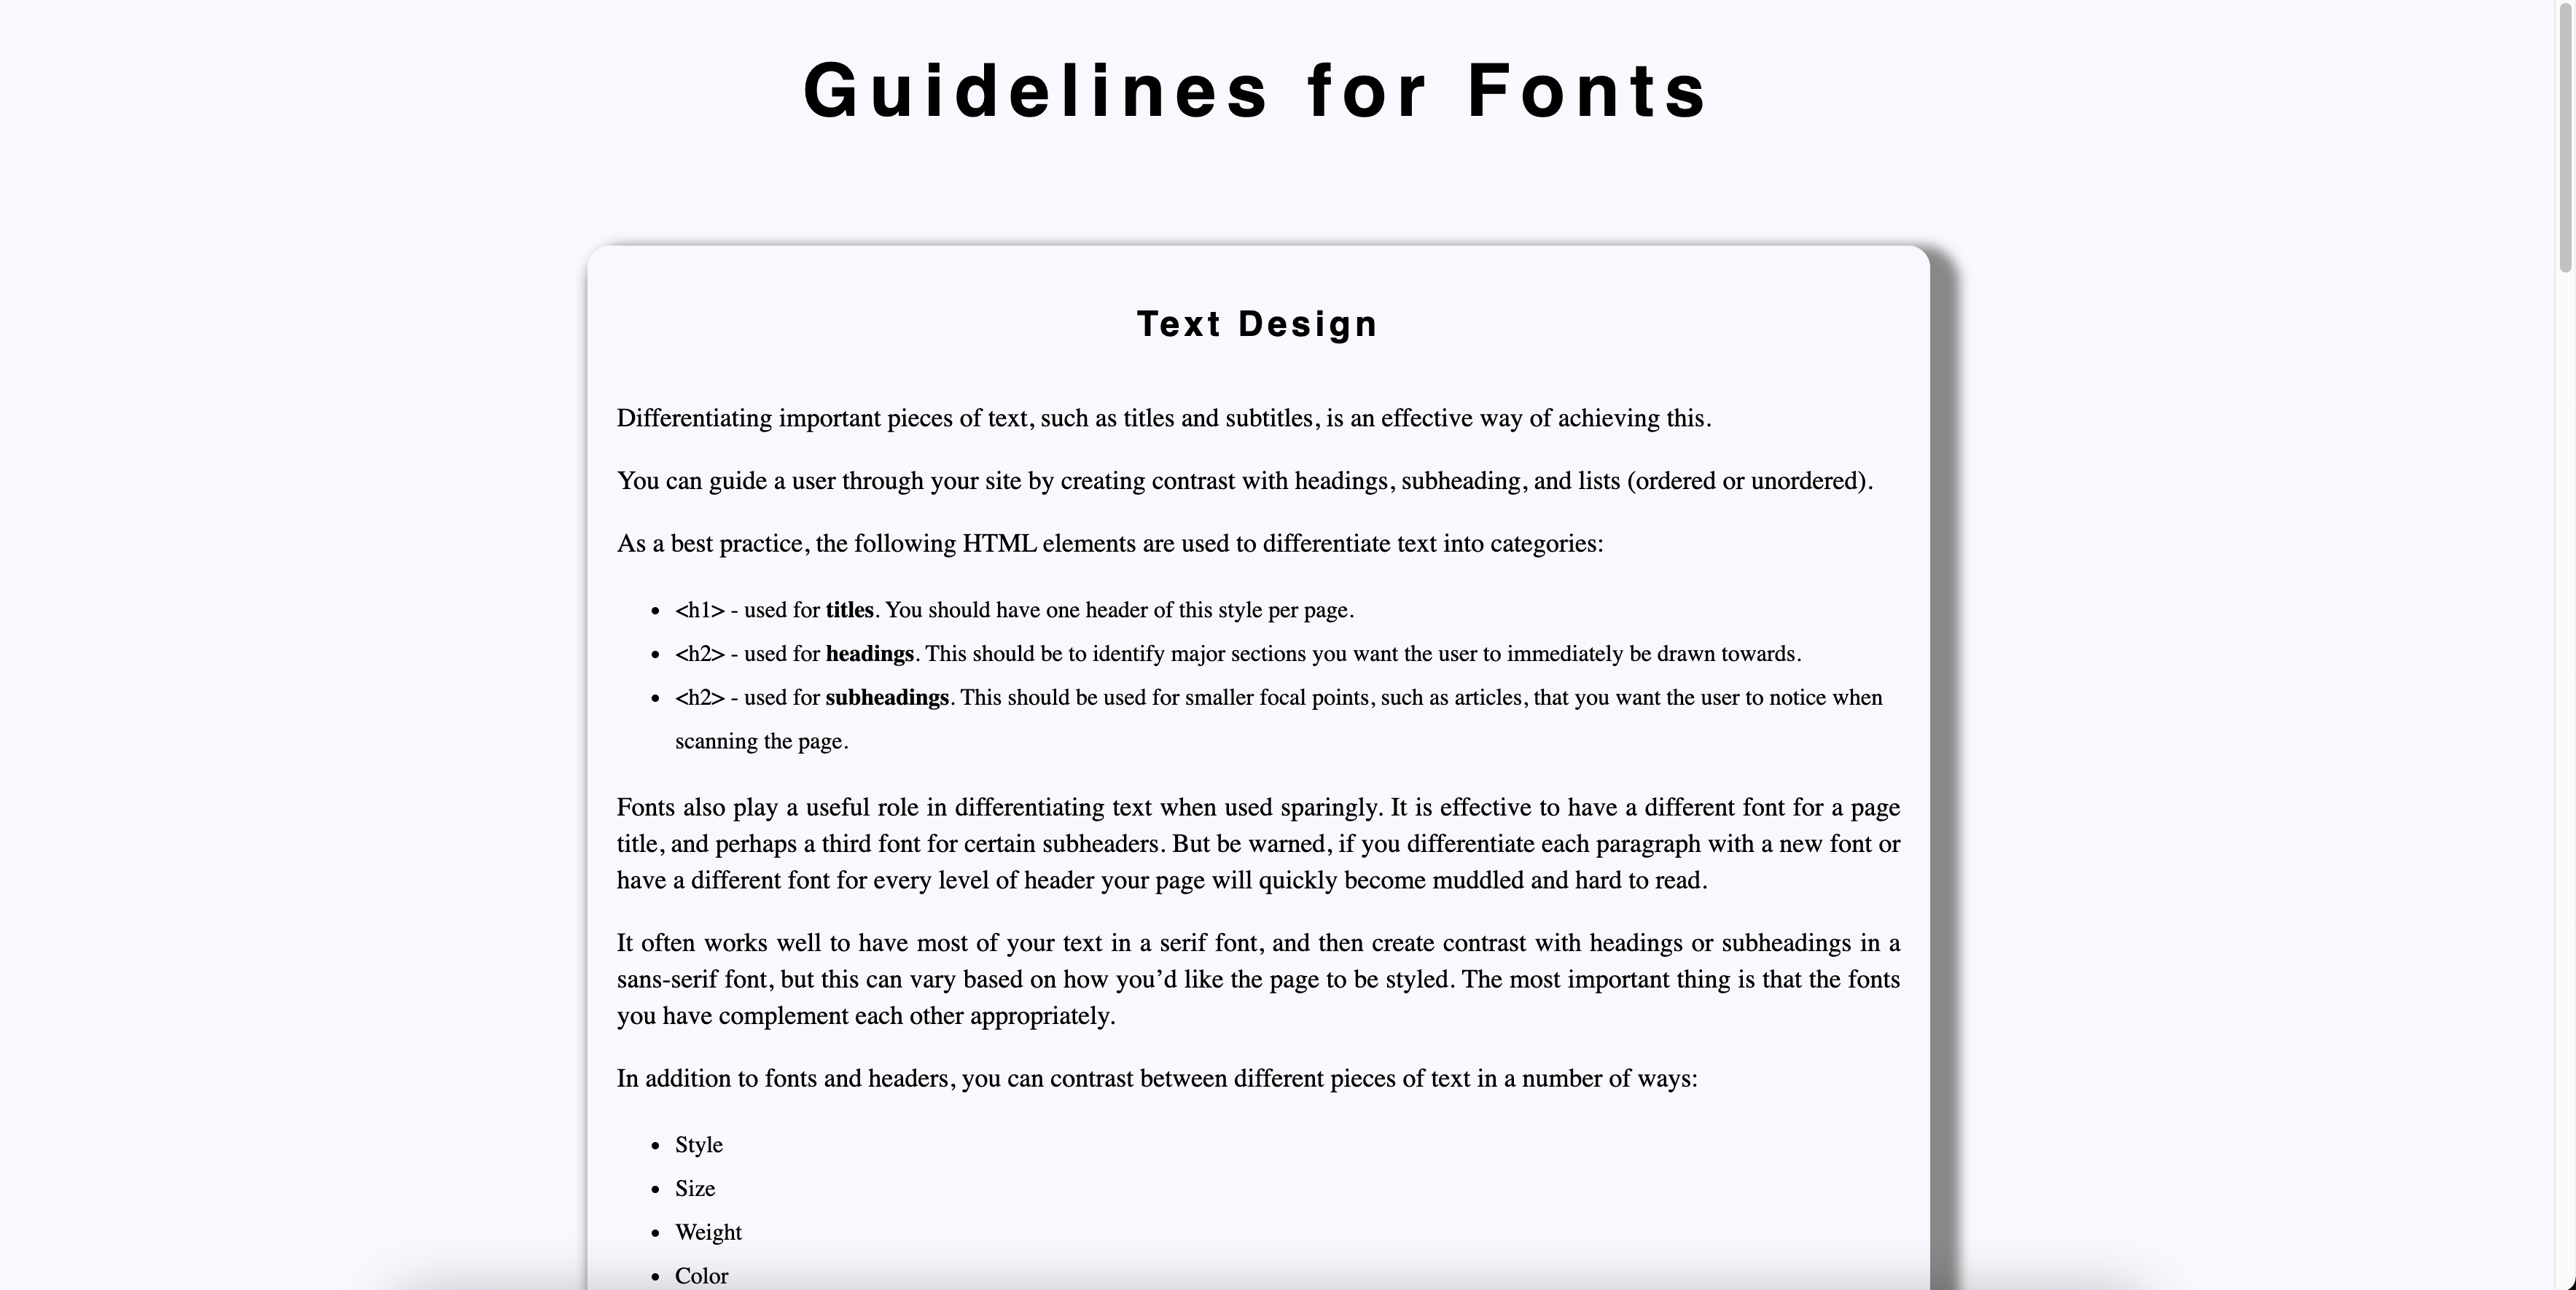 Guidelines for Fonts
Text Design
Differentiating important pieces of text, such as titles and subtitles, is an effective way of achieving this.
You can guide a user through your site by creating contrast with headings, subheading, and lists (ordered or unordered).
As a best practice, the following HTML elements are used to differentiate text into categories:
• <h1> - used for titles. You should have one header of this style per page.
• <h2> - used for headings. This should be to identify major sections you want the user to immediately be drawn towards.
• <h2> - used for subheadings. This should be used for smaller focal points, such as articles, that you want the user to notice when
scanning the page.
Fonts also play a useful role in differentiating text when used sparingly. It is effective to have a different font for a page
title, and perhaps a third font for certain subheaders. But be warned, if you differentiate each paragraph with a new font or
have a different font for every level of header your page will quickly become muddled and hard to read.
It often works well to have most of your text in a serif font, and then create contrast with headings or subheadings in a
sans-serif font, but this can vary based on how you’d like the page to be styled. The most important thing is that the fonts
you have complement each other appropriately.
In addition to fonts and headers, you can contrast between different pieces of text in a number of ways:
• Style
• Size
• Weight
• Color